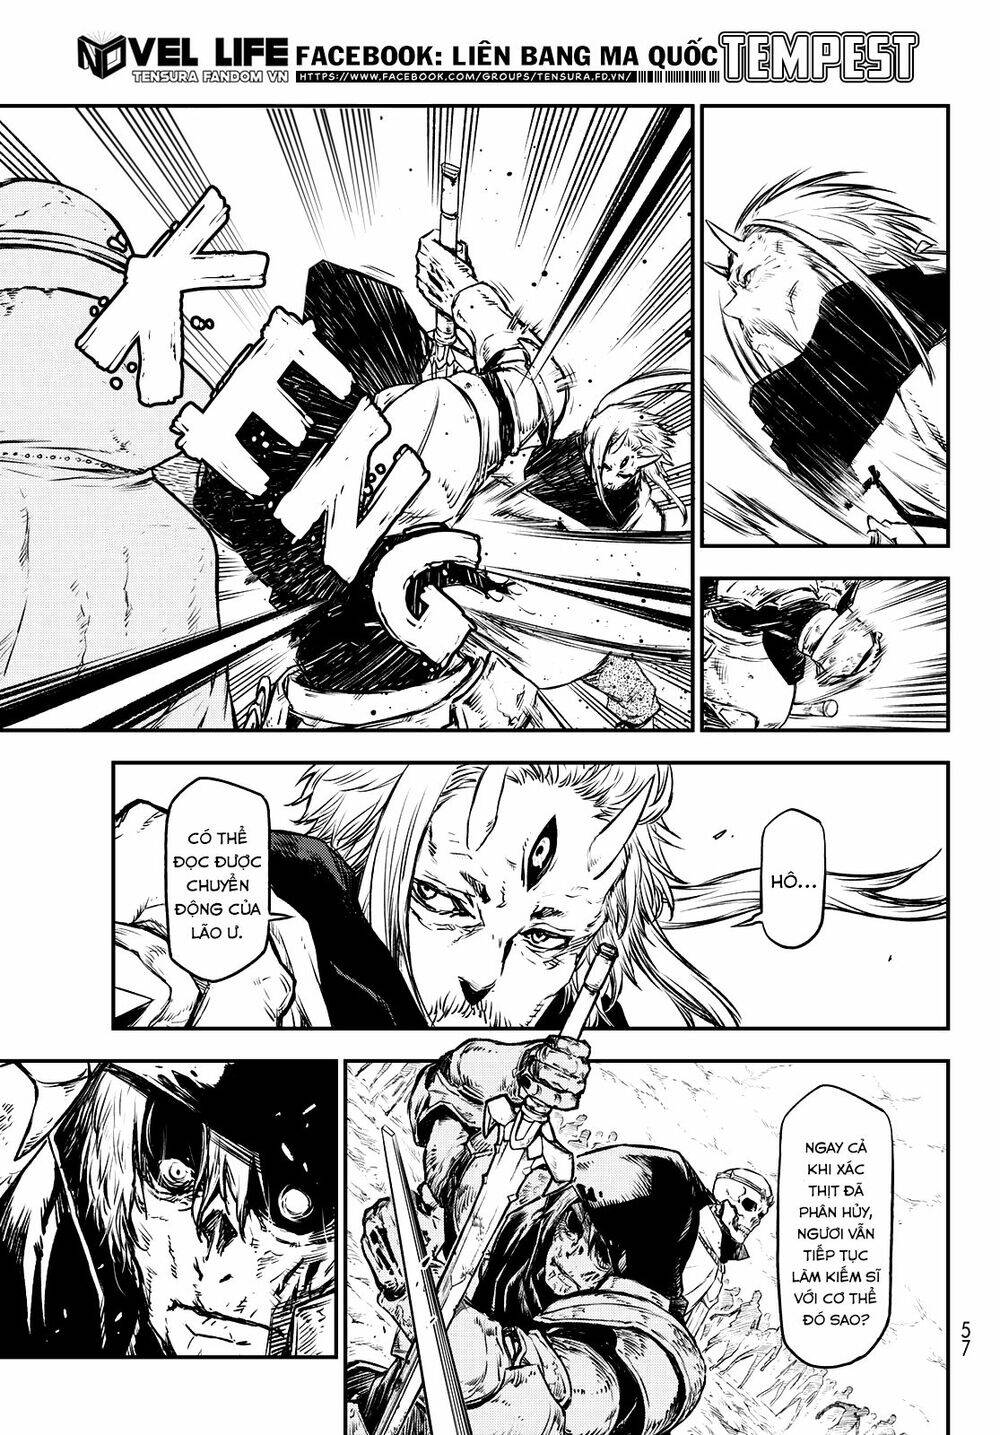 NOVEL LIFE
TENSURA FANDOM VN
FACEBOOK: LIÊN BANG MA QUỐC TEMPEST
HTTPS://WWW.FACEBOOK.COM/GROUPS/TENSURA.FD.VN/
KENG
HÔ...
CÓ THỂ
ĐỌC ĐƯỢC
CHUYỂN
ĐỘNG CỦA
LÃO Ư.
NGAY CẢ
KHI XÁC
THỊT ĐÃ
PHÂN HỦY,
NGƯƠI VẪN
TIẾP TỤC
LÀM KIẾM SĨ
VỚI CƠ THỂ
ĐÓ SAO?
57